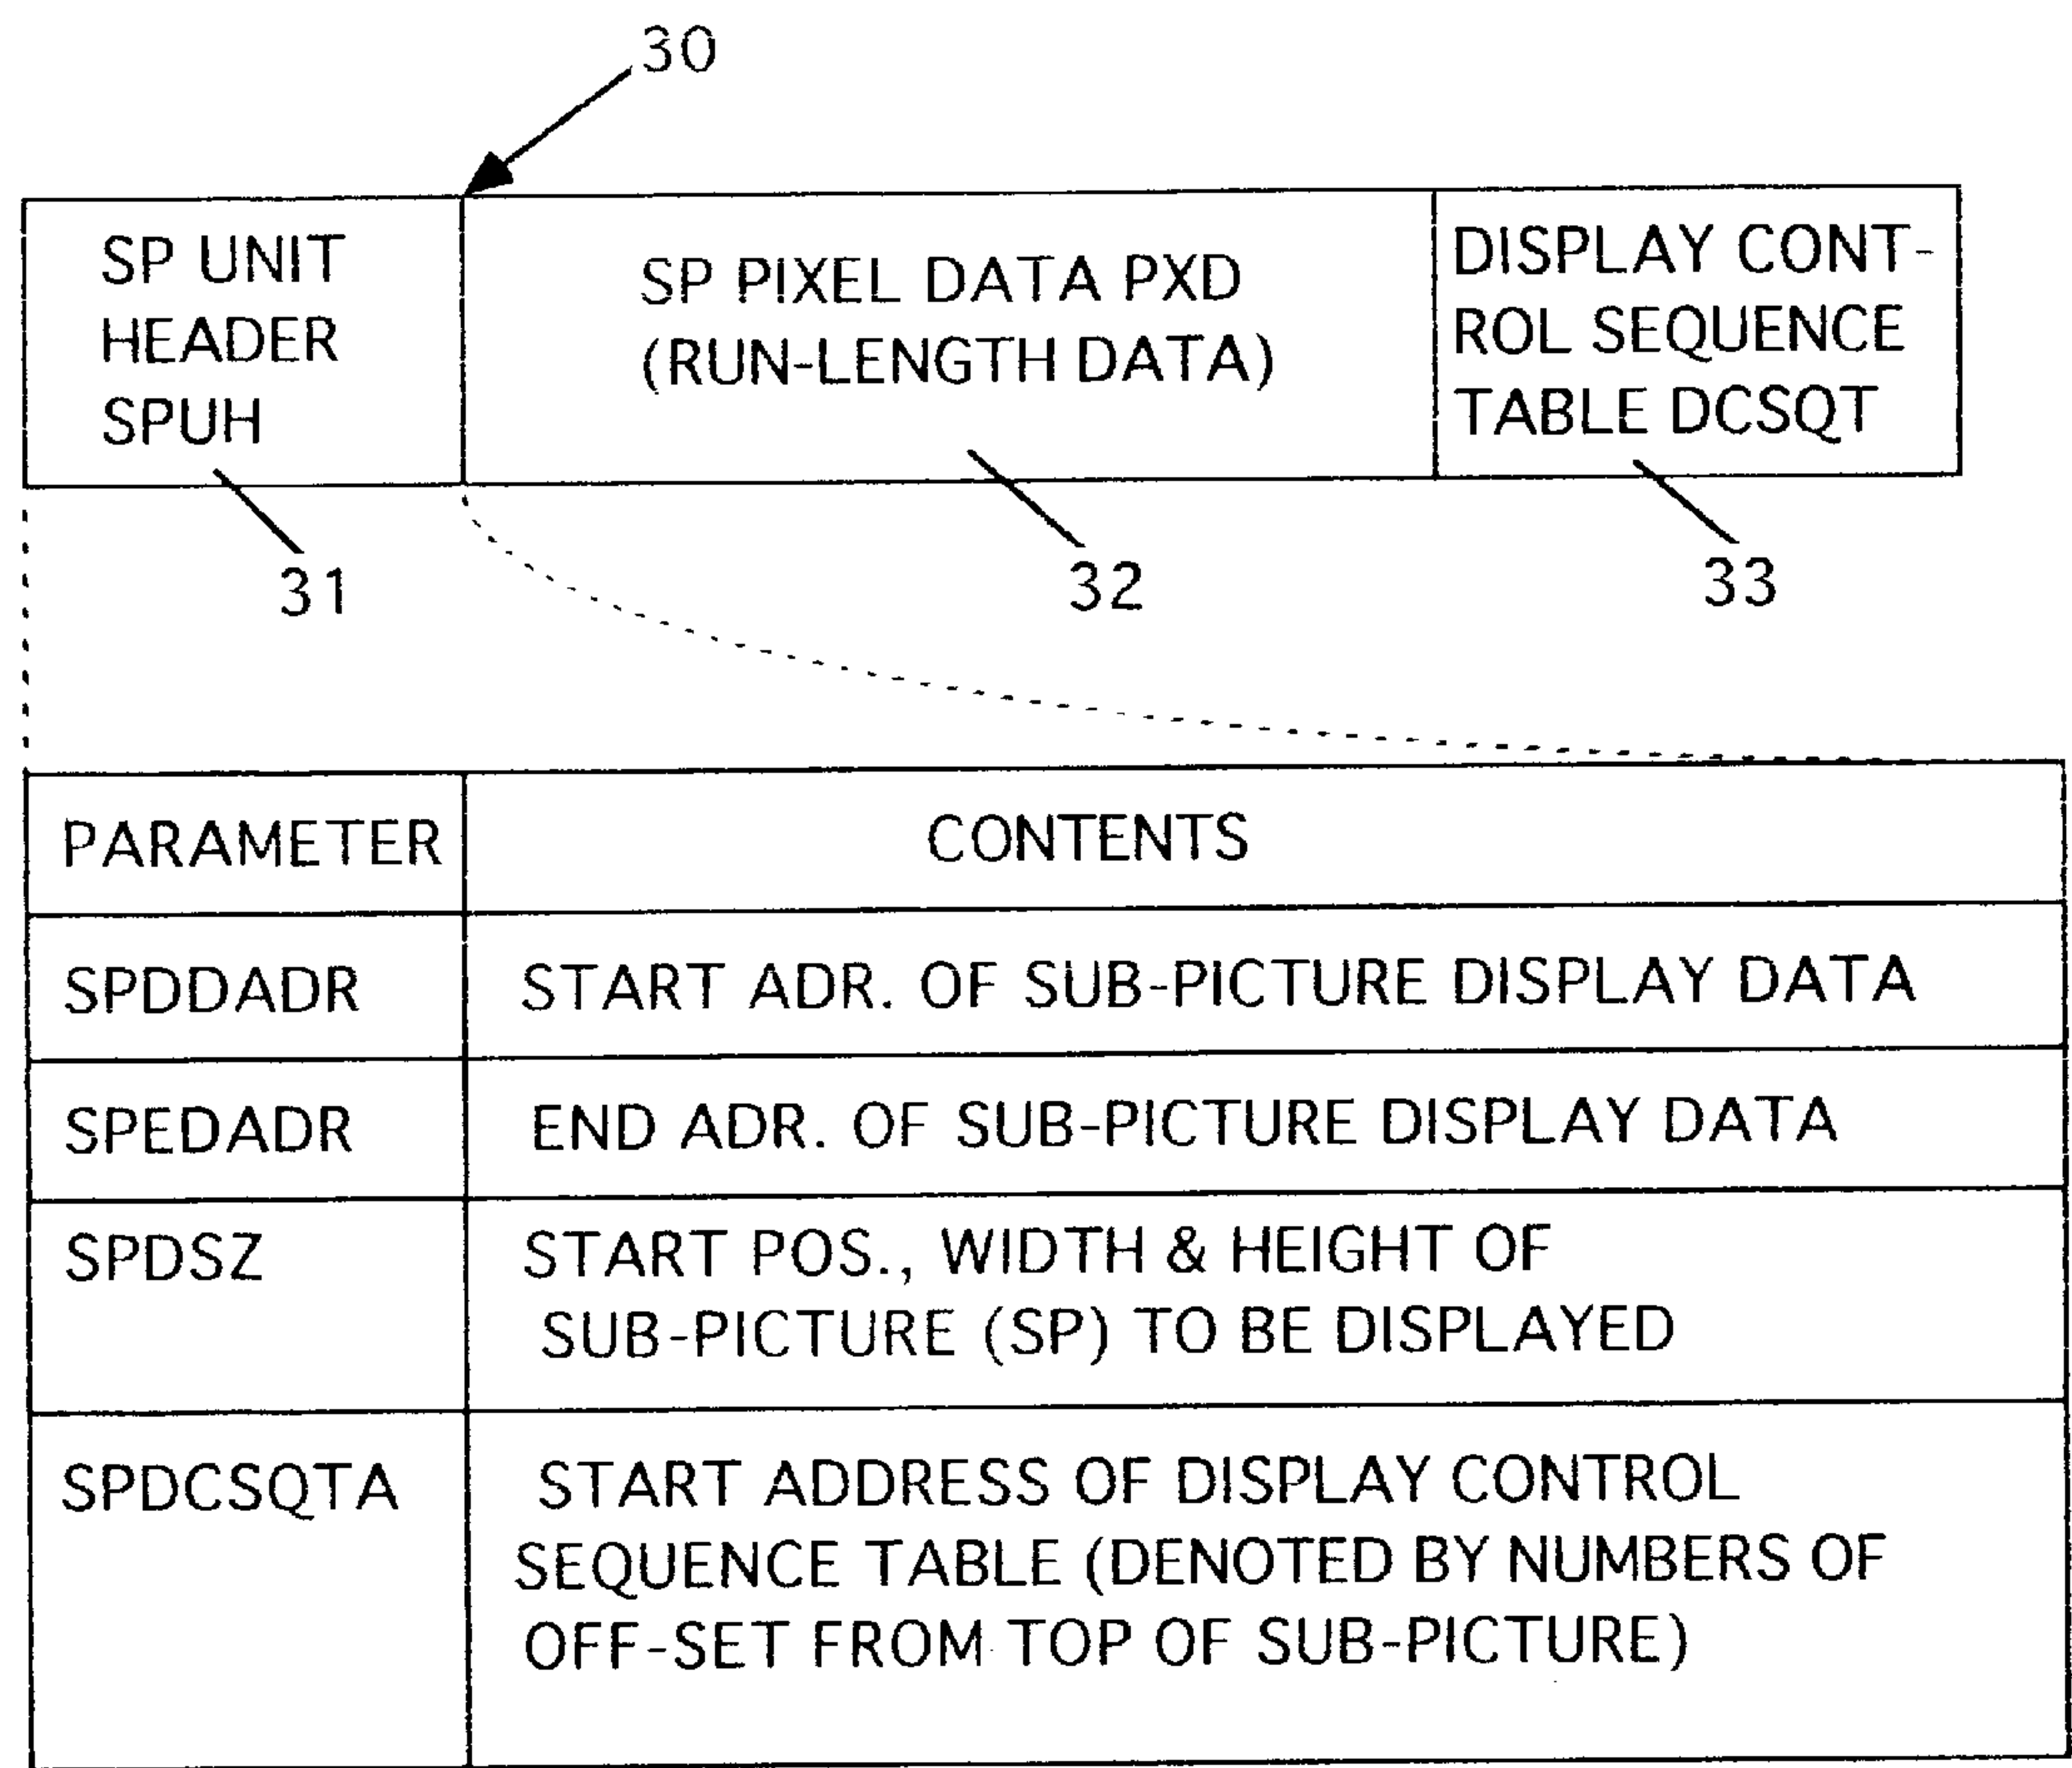 30
SP UNIT
HEADER
SPUH
SP PIXEL DATA PXD
(RUN-LENGTH DATA)
DISPLAY CONT-
ROL SEQUENCE
TABLE DCSQT
31
32
33
PARAMETER
CONTENTS
SPDDADR
START ADR. OF SUB-PICTURE DISPLAY DATA
SPEDADR
END ADR. OF SUB-PICTURE DISPLAY DATA
SPDSZ
START POS., WIDTH & HEIGHT OF
SUB-PICTURE (SP) TO BE DISPLAYED
SPDCSQTA
START ADDRESS OF DISPLAY CONTROL
SEQUENCE TABLE (DENOTED BY NUMBERS OF
OFF-SET FROM TOP OF SUB-PICTURE)